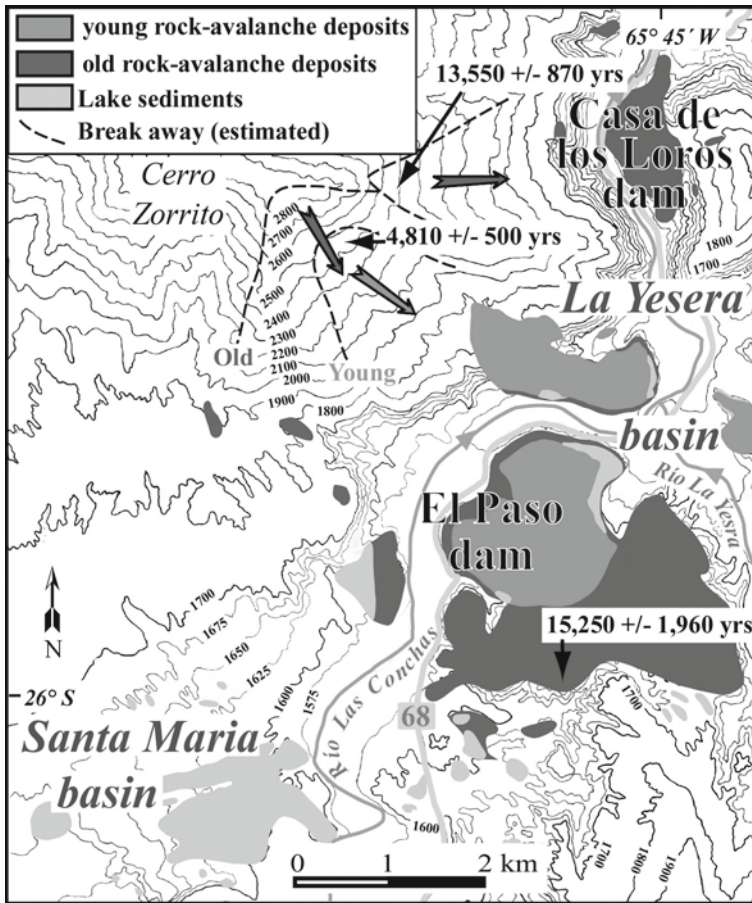 young rock-avalanche deposits
old rock-avalanche deposits
Lake sediments
Break away (estimated)
65° 45´ W
13,550 +/- 870 yrs
Casa de
los Loros
dam
Cerro
Zorrito
4,810 +/- 500 yrs
2800
2700
2600
2500
2400
2300
2200
2100
2000
1900
1800
Old
Young
1800
1700
La Yesera
basin
Rio La Yesra
El Paso
dam
15,250 +/- 1,960 yrs
N
1700
1675
1650
1625
1600
1575
26° S
Rio Las Conchas
68
Santa Maria
basin
1700
1600
1700
1800
1900
0 1 2 km